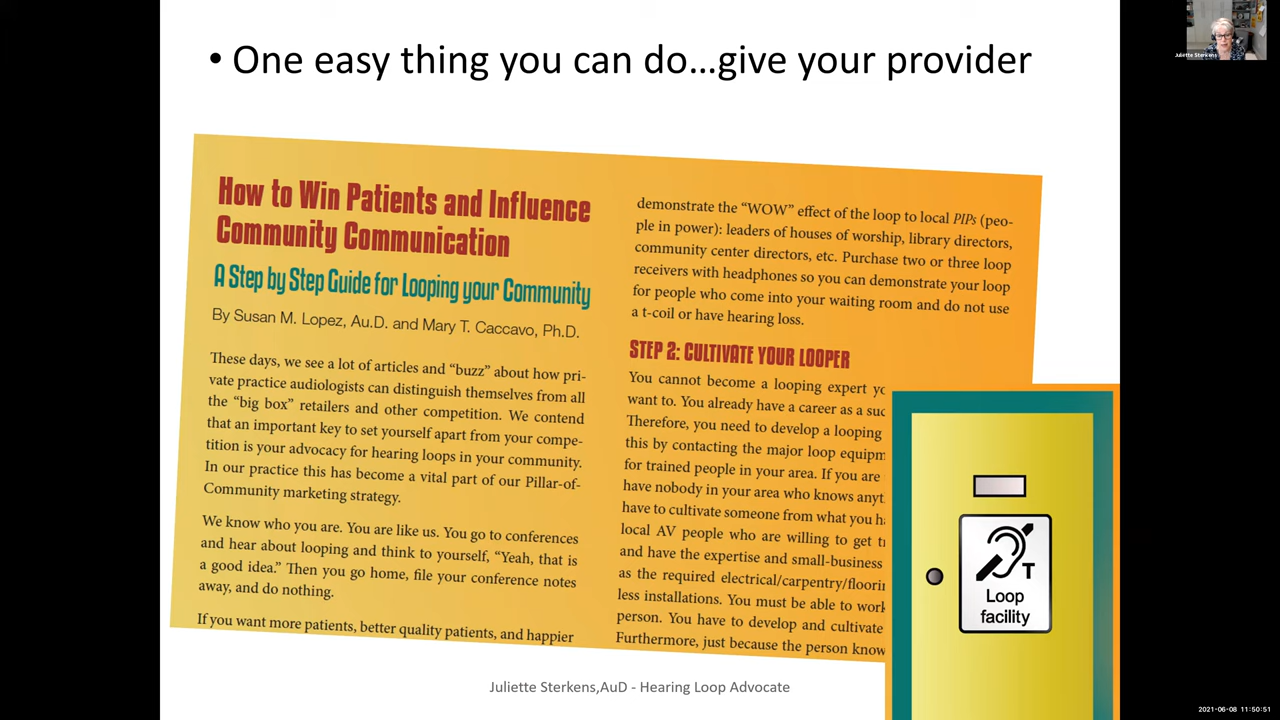 • One easy thing you can do...give your provider
Juliette Sterkens
How to Win Patients and Influence
Community Communication
A Step by Step Guide for Looping your Community
By Susan M. Lopez, Au.D. and Mary T. Caccavo, Ph.D.
These days, we see a lot of articles and “buzz” about how pri-
vate practice audiologists can distinguish themselves from all
the “big box” retailers and other competition. We contend
that an important key to set yourself apart from your compe-
tition is your advocacy for hearing loops in your community.
In our practice this has become a vital part of our Pillar-of-
Community marketing strategy.
We know who you are. You are like us. You go to conferences
and hear about looping and think to yourself, “Yeah, that is
a good idea.” Then you go home, file your conference notes
away, and do nothing.
If you want more patients, better quality patients, and happier
demonstrate the “WOW” effect of the loop to local PIPs (peo-
ple in power): leaders of houses of worship, library directors,
community center directors, etc. Purchase two or three loop
receivers with headphones so you can demonstrate your loop
for people who come into your waiting room and do not use
a t-coil or have hearing loss.
STEP 2: CULTIVATE YOUR LOOPER
You cannot become a looping expert
want to. You already have a career as a
Therefore, you need to develop a looping
this by contacting the major loop
for trained people in your area. If you are
have nobody in your area who knows
have to cultivate someone from what you
local AV people who are willing to get
and have the expertise and small-business
as the required electrical/carpentry/
less installations. You must be able to work
person. You have to develop and cultivate
Furthermore, just because the person know
T
Loop
facility
Juliette Sterkens,AuD - Hearing Loop Advocate
2021-06-08 11:50:51